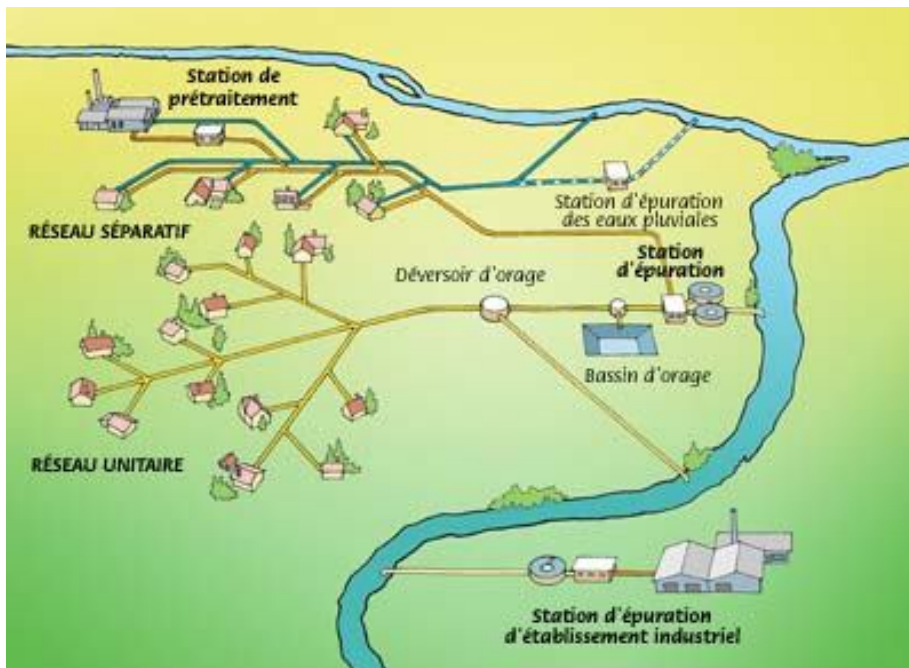 Station de
prétraitement
Station d'épuration
des eaux pluviales
RÉSEAU SÉPARATIF
Station
d'épuration
Déversoir d'orage
Bassin d'orage
RÉSEAU UNITAIRE
Station d'épuration
d'établissement industriel